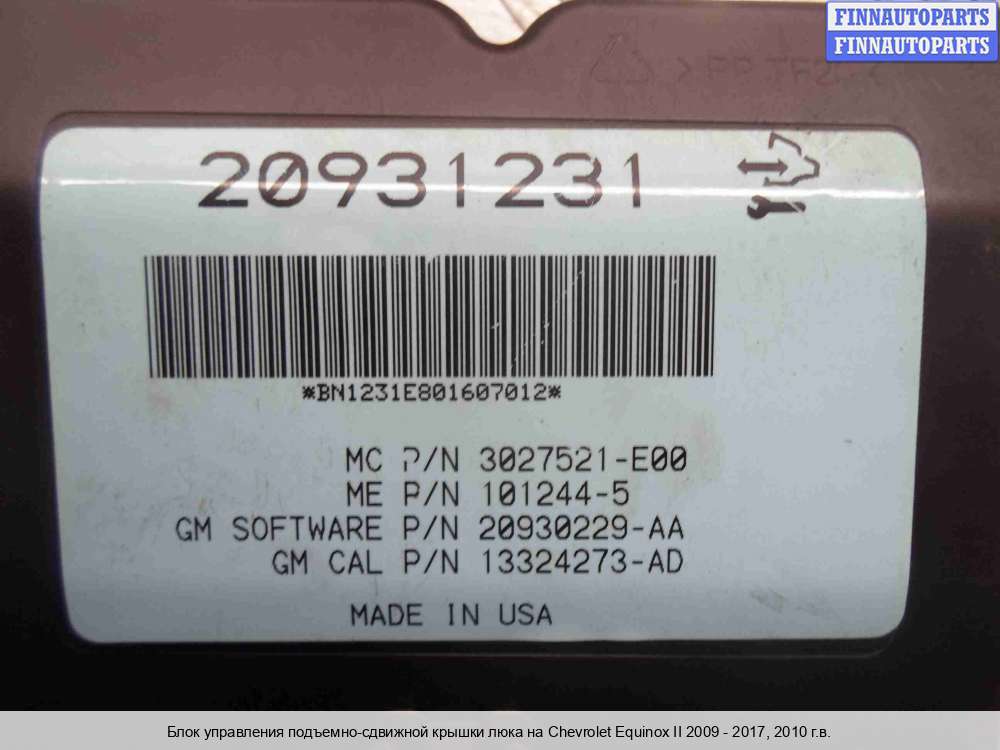 FINNAUTOPARTS
FINNAUTOPARTS
20931231
*BN1231E801607012*
MC P/N 3027521-E00
ME P/N 101244-5
GM SOFTWARE P/N 20930229-AA
GM CAL P/N 13324273-AD
MADE IN USA
Блок управления подъемно-сдвижной крышки люка на Chevrolet Equinox II 2009 - 2017, 2010 г.в.